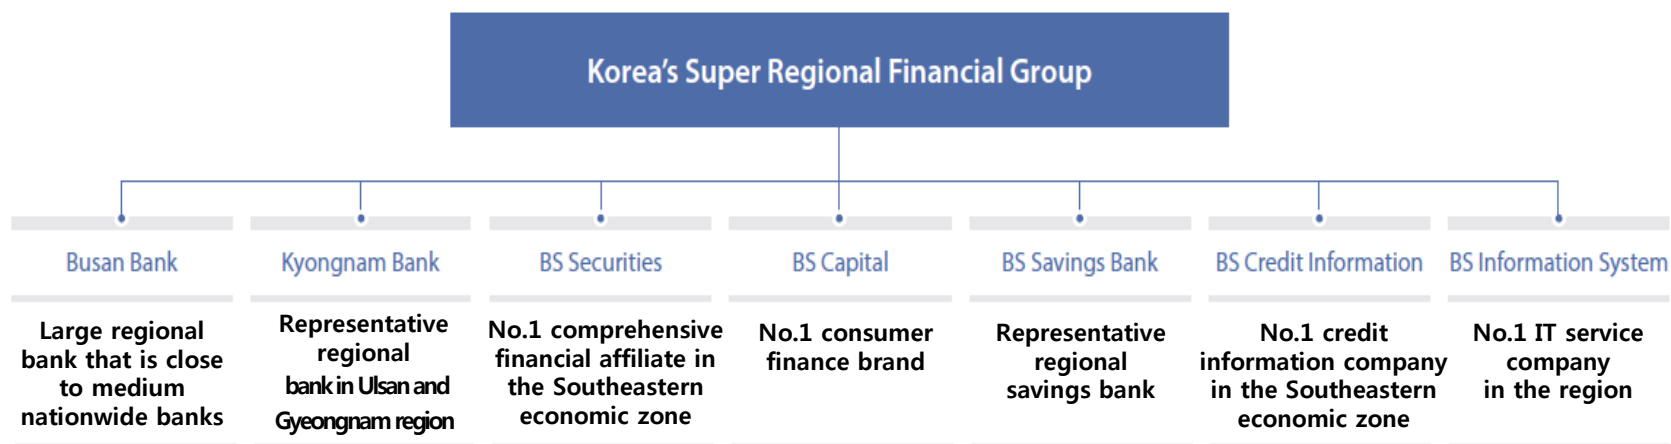 Korea's Super Regional Financial Group
Busan Bank
Kyongnam Bank
BS Securities
BS Capital
BS Savings Bank
BS Credit Information
BS Information System
Large regional
bank that is close
to medium
nationwide banks
Representative
regional
bank in Ulsan and
Gyeongnam region
No.1 comprehensive
financial affiliate in
the Southeastern
economic zone
No.1 consumer
finance brand
Representative
regional
savings bank
No.1 credit
information company
in the Southeastern
economic zone
No.1 IT service
company
in the region